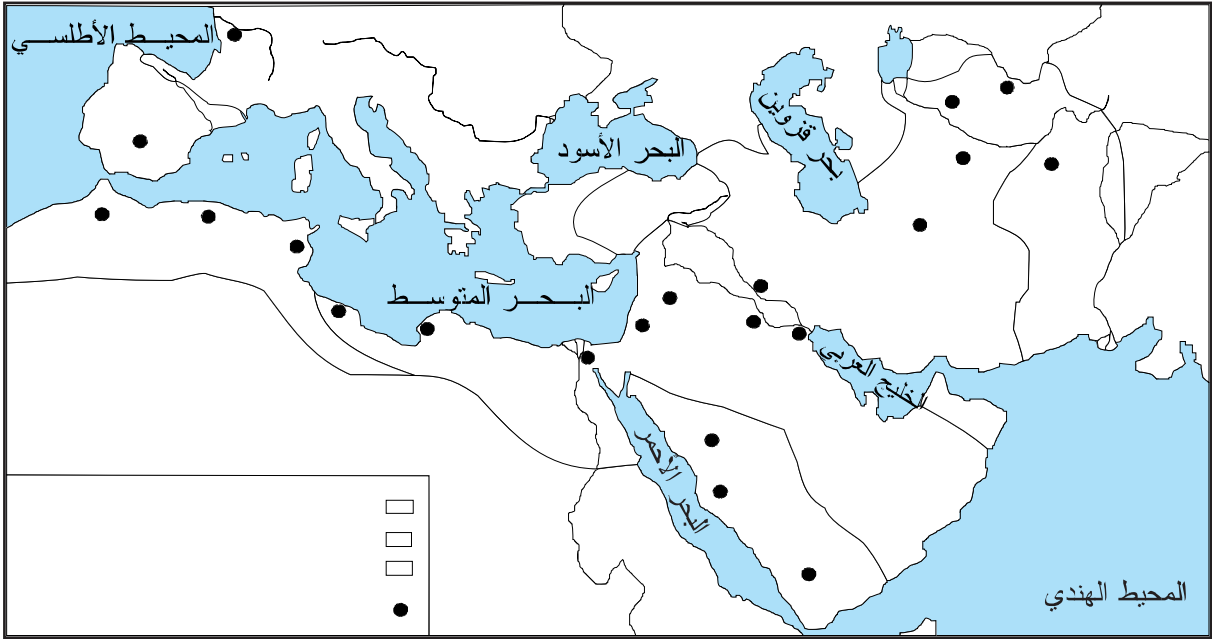 المحيط الأطلسي
البحر الأسود
بحر قزوين
البحر المتوسط
الخليج العربي
البحر الأحمر
المحيط الهندي